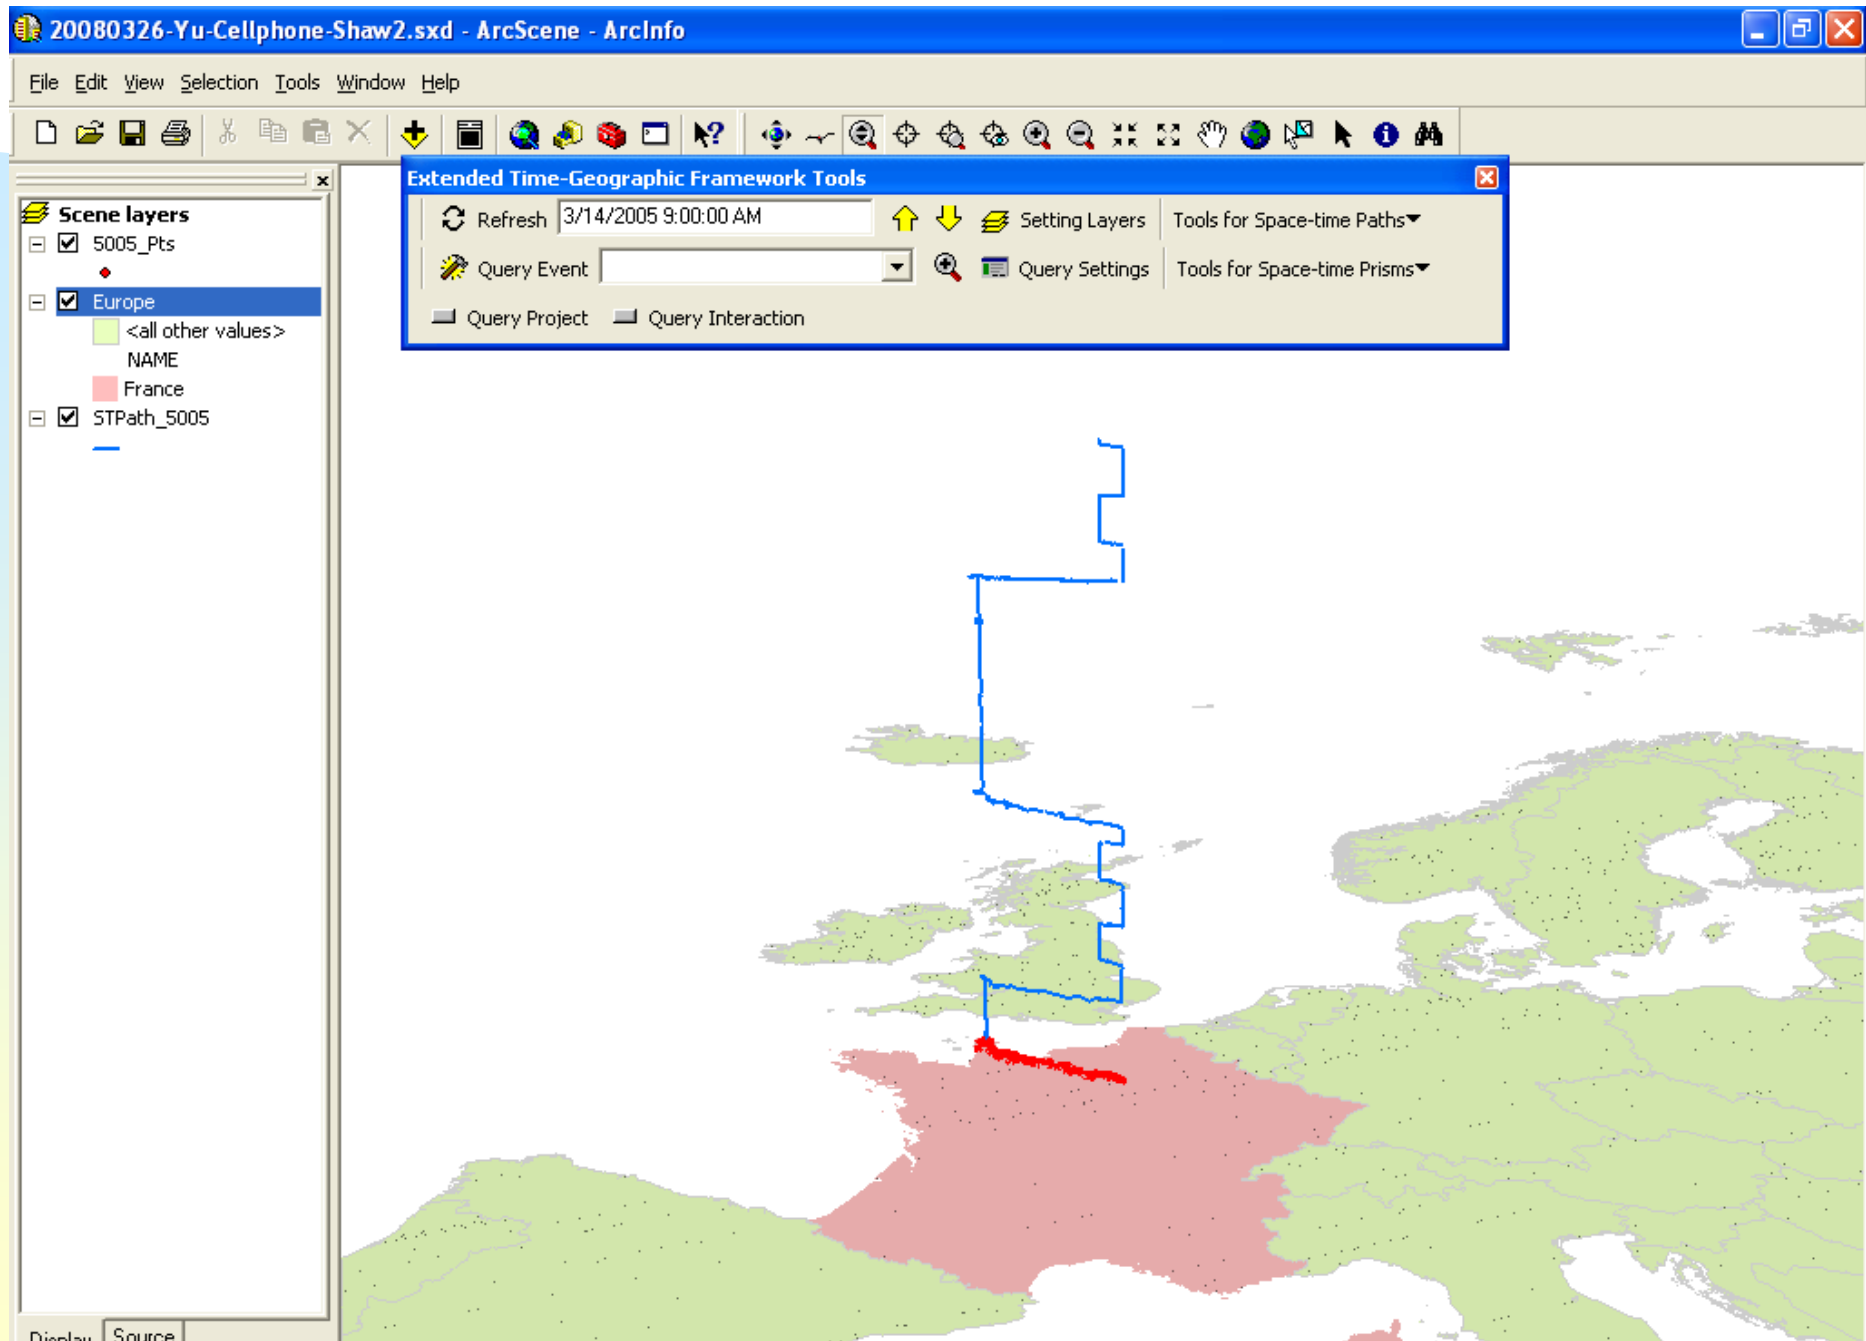 20080326-Yu-Cellphone-Shaw2.sxd - ArcScene - ArcInfo
File Edit View Selection Tools Window Help
Extended Time-Geographic Framework Tools
Refresh 3/14/2005 9:00:00 AM Setting Layers Tools for Space-time Paths
Query Event Query Settings Tools for Space-time Prisms
Query Project Query Interaction
Scene layers
5005_Pts
Europe
<all other values>
NAME
France
STPath_5005
Display Source